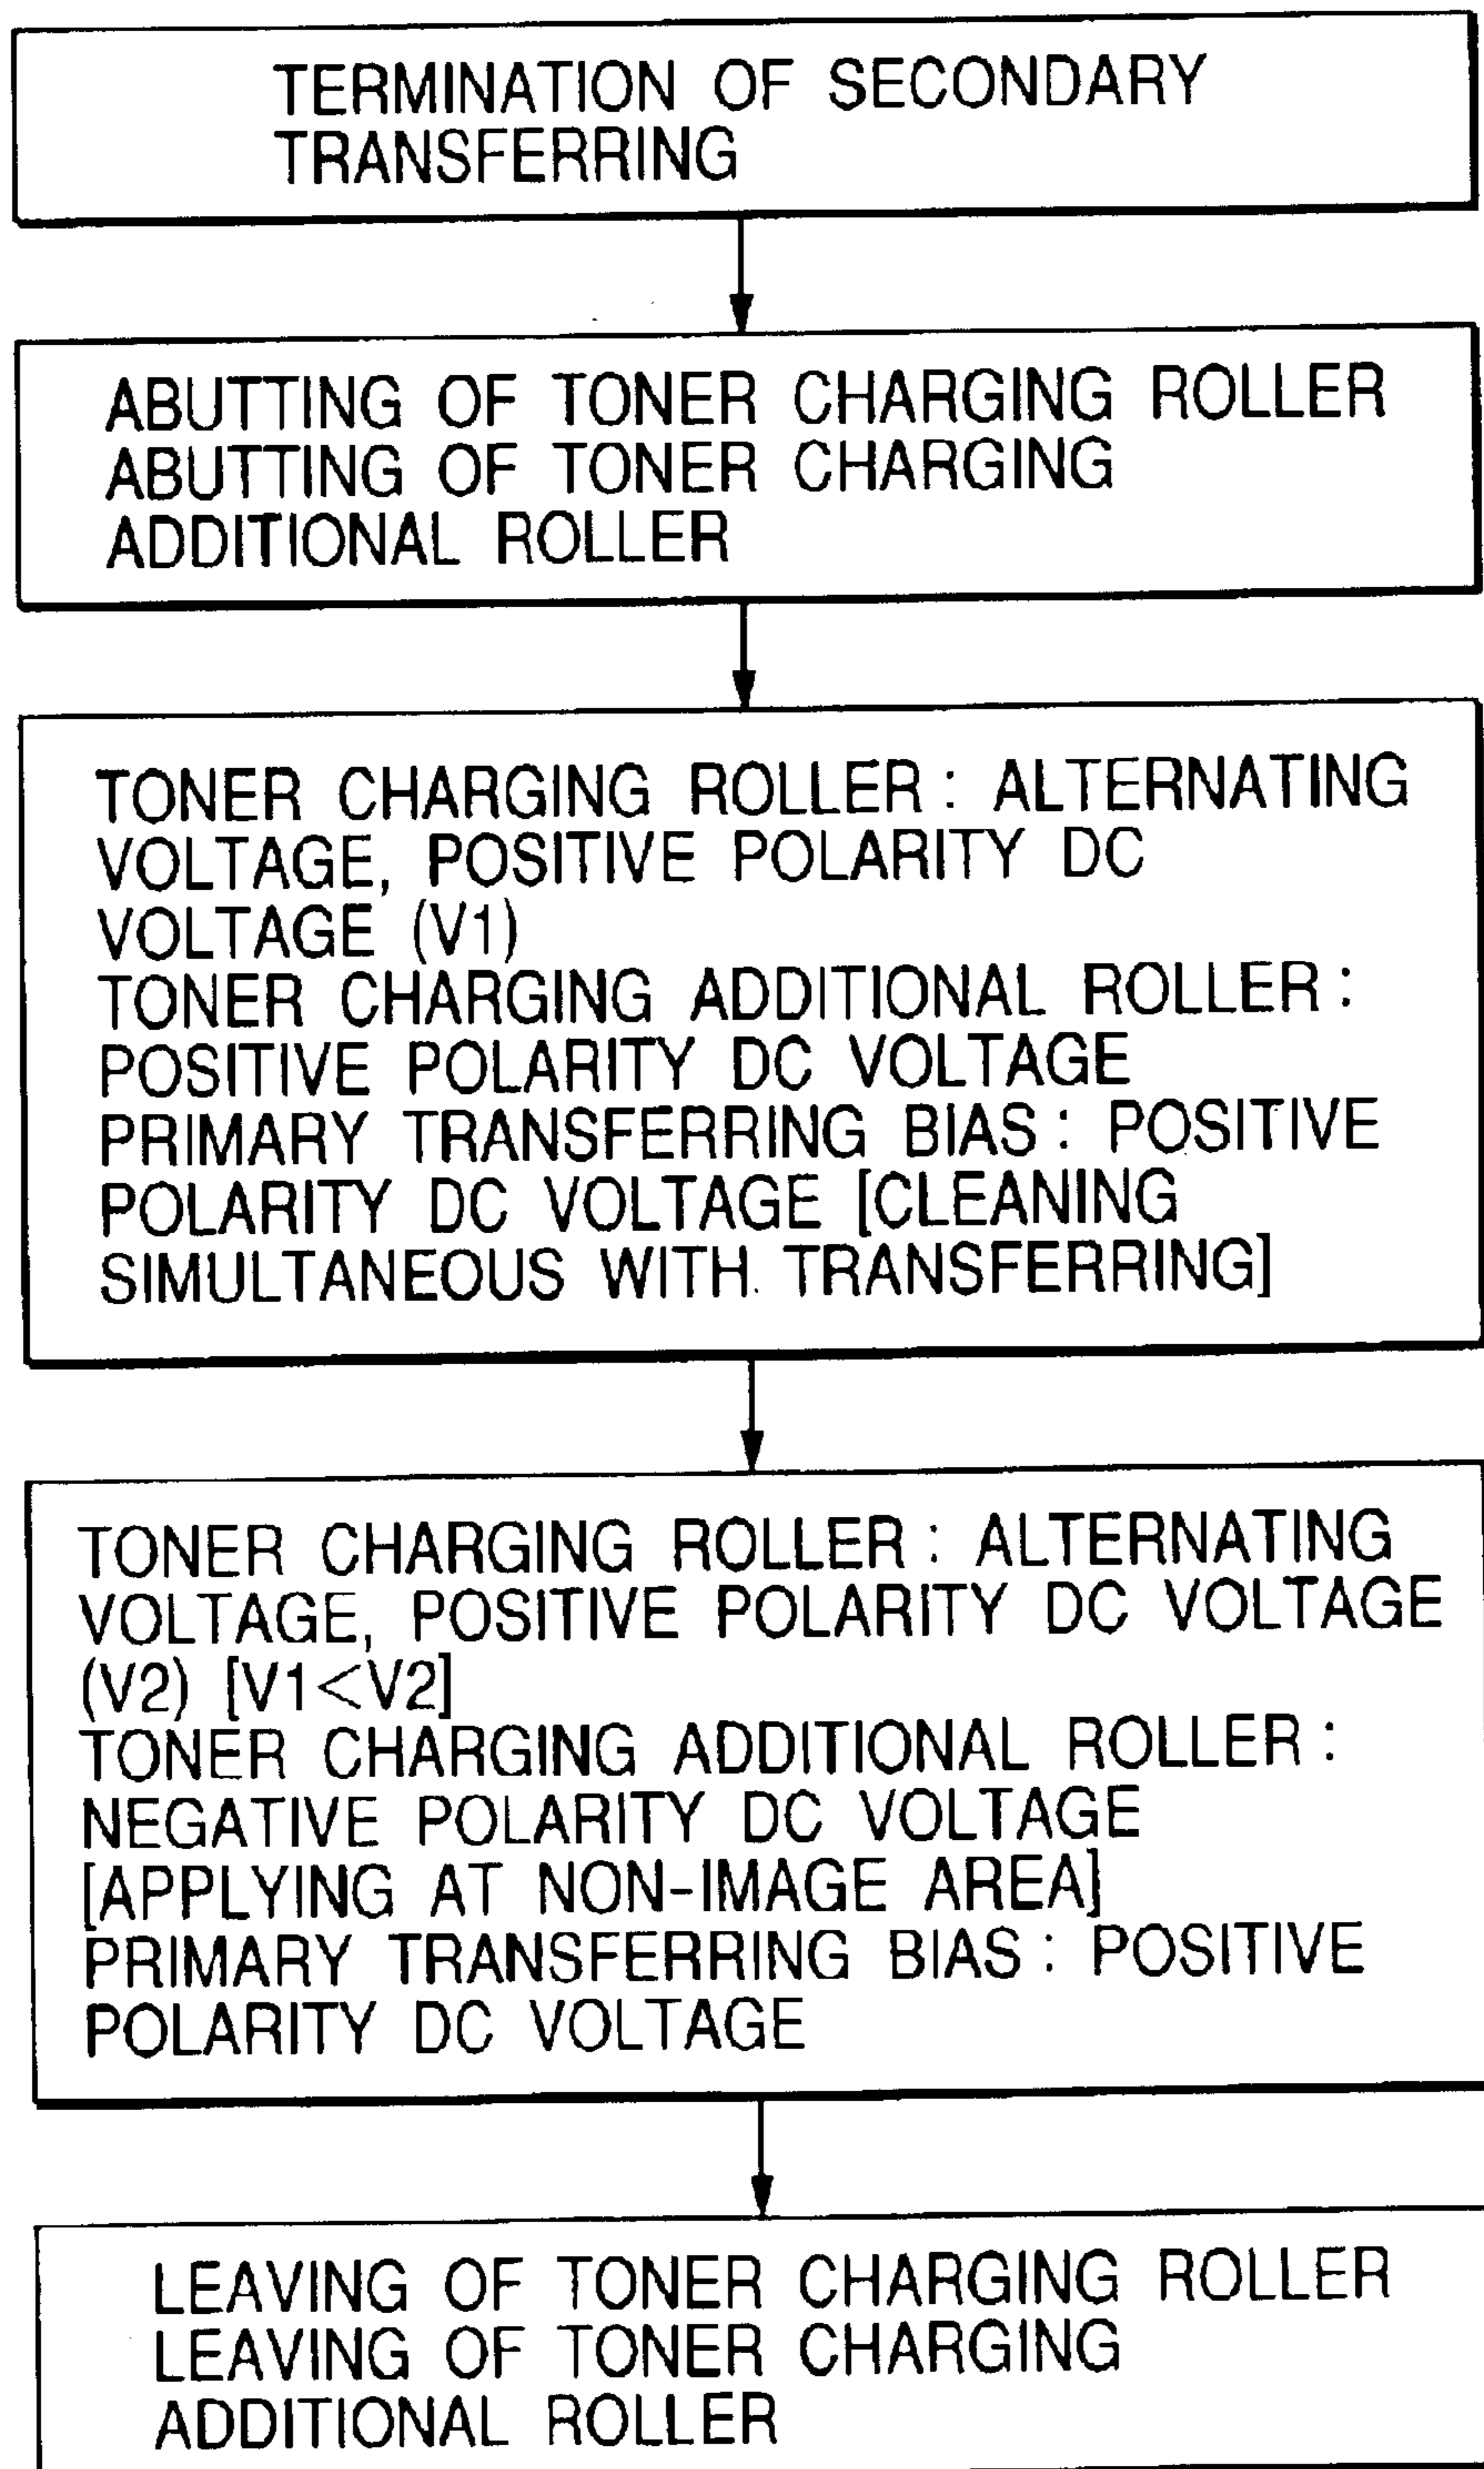 TERMINATION OF SECONDARY
TRANSFERRING
ABUTTING OF TONER CHARGING ROLLER
ABUTTING OF TONER CHARGING
ADDITIONAL ROLLER
TONER CHARGING ROLLER : ALTERNATING
VOLTAGE, POSITIVE POLARITY DC
VOLTAGE (V1)
TONER CHARGING ADDITIONAL ROLLER :
POSITIVE POLARITY DC VOLTAGE
PRIMARY TRANSFERRING BIAS : POSITIVE
POLARITY DC VOLTAGE [CLEANING
SIMULTANEOUS WITH TRANSFERRING]
TONER CHARGING ROLLER : ALTERNATING
VOLTAGE, POSITIVE POLARITY DC VOLTAGE
(V2) [V1<V2]
TONER CHARGING ADDITIONAL ROLLER :
NEGATIVE POLARITY DC VOLTAGE
[APPLYING AT NON-IMAGE AREA]
PRIMARY TRANSFERRING BIAS : POSITIVE
POLARITY DC VOLTAGE
LEAVING OF TONER CHARGING ROLLER
LEAVING OF TONER CHARGING
ADDITIONAL ROLLER